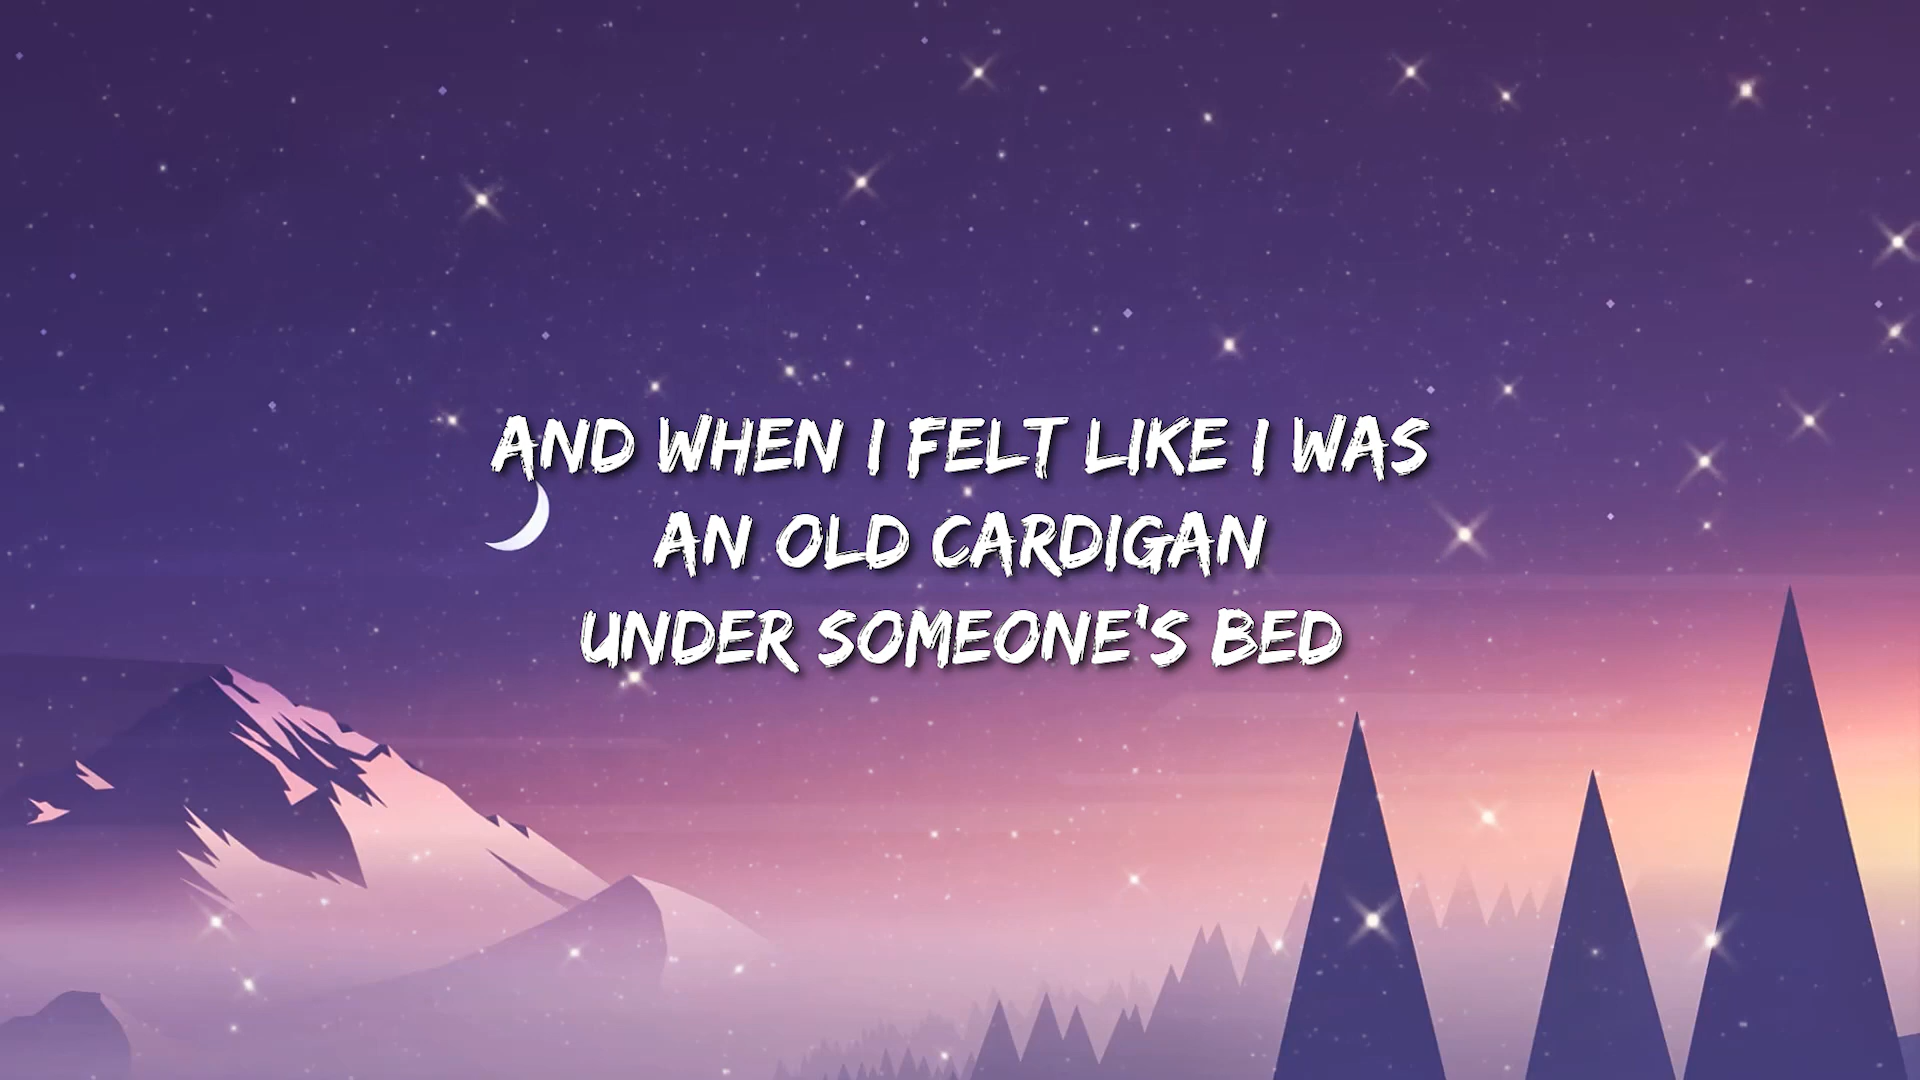 AND WHEN I FELT LIKE I WAS
AN OLD CARDIGAN
UNDER SOMEONE'S BED